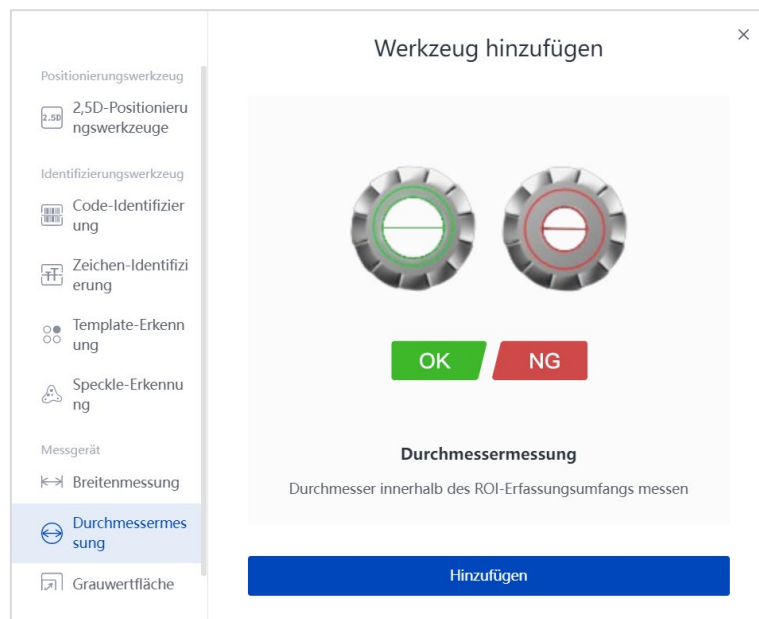 Werkzeug hinzufügen
Positionierungswerkzeug
2.5D
2,5D-Positionieru
ngswerkzeuge
Identifizierungswerkzeug
Code-Identifizier
ung
Zeichen-Identifizi
erung
Template-Erkenn
ung
Speckle-Erkennu
ng
Messgerät
Breitenmessung
Durchmessermes
sung
Grauwertfläche
OK
NG
Durchmessermessung
Durchmesser innerhalb des ROI-Erfassungsumfangs messen
Hinzufügen